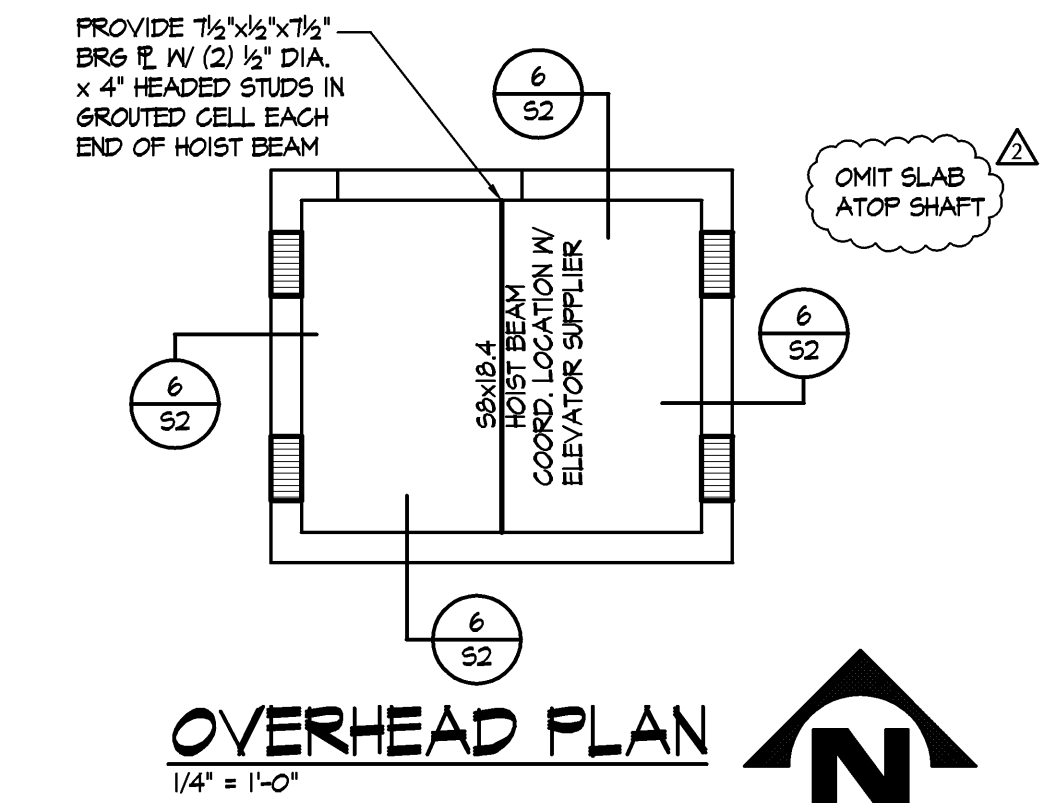 PROVIDE 7½"x½"x7½"
BRG PL W/ (2) ½" DIA.
x 4" HEADED STUDS IN
GROUTED CELL EACH
END OF HOIST BEAM
6
S2
2
OMIT SLAB
ATOP SHAFT
6
S2
6
S2
S8x18.4
HOIST BEAM
COORD. LOCATION W/
ELEVATOR SUPPLIER
6
S2
OVERHEAD PLAN
1/4" = 1'-0"
N